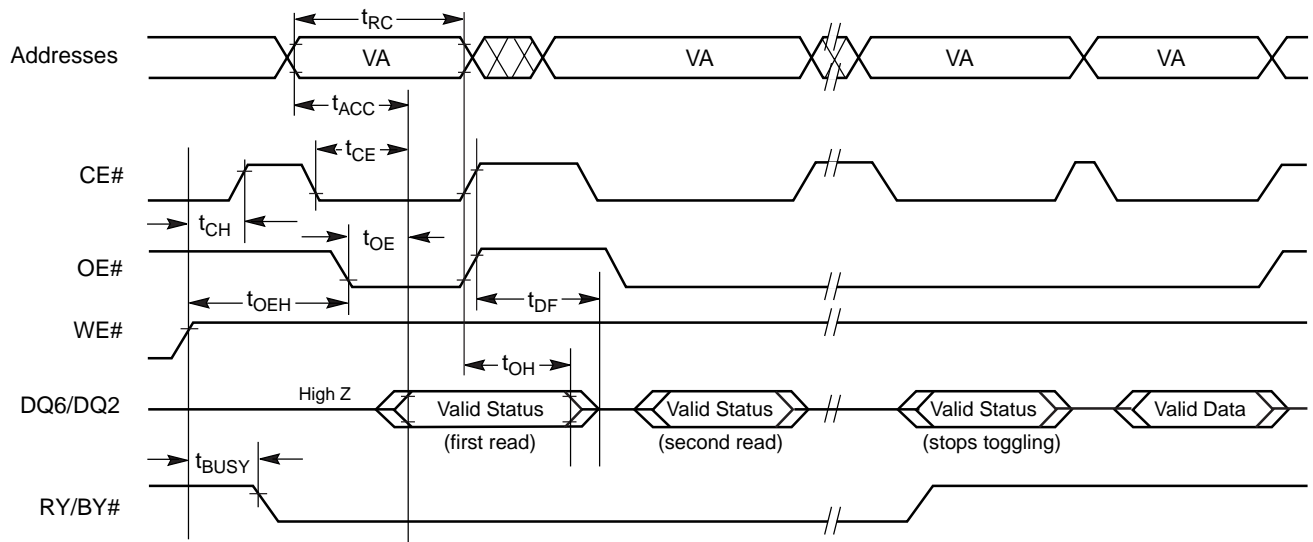 tRC
Addresses VA VA VA VA
tACC
tCE
CE#
tCH tOE
OE#
tOEH tDF
WE#
tOH
High Z
DQ6/DQ2 Valid Status Valid Status Valid Status Valid Data
(first read) (second read) (stops toggling)
tBUSY
RY/BY#